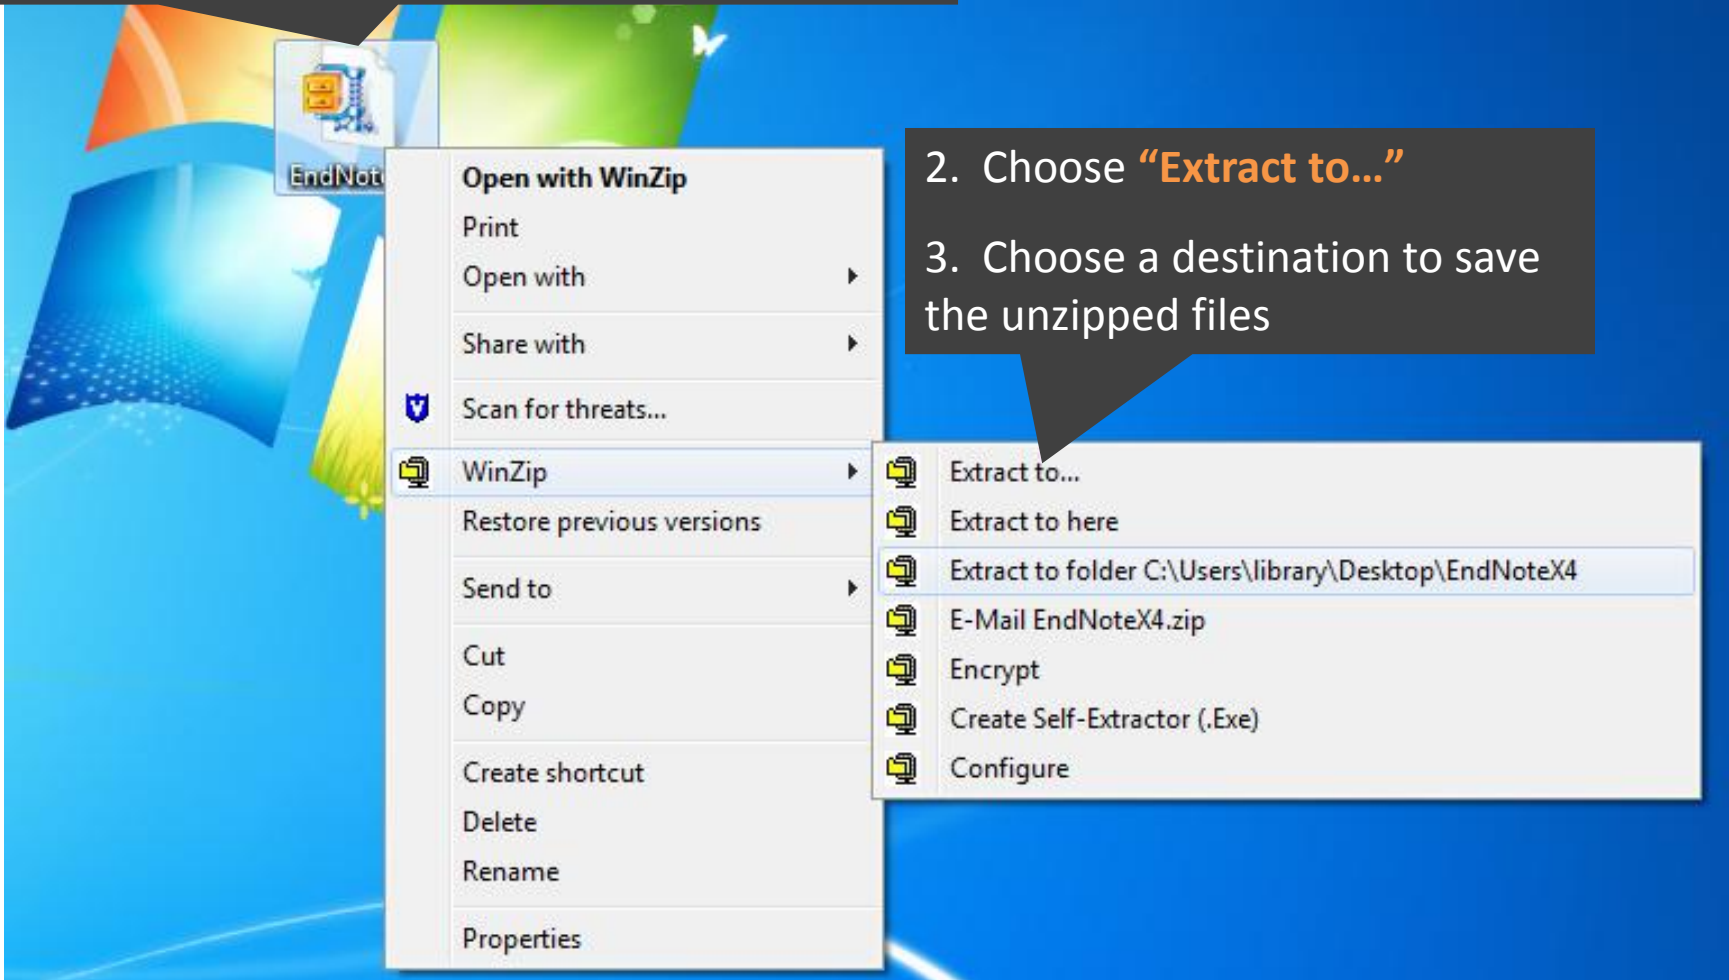 EndNote
Open with WinZip
Print
Open with
Share with
Scan for threats...
WinZip
Restore previous versions
Send to
Cut
Copy
Create shortcut
Delete
Rename
Properties
2. Choose “Extract to…”
3. Choose a destination to save
the unzipped files
Extract to...
Extract to here
Extract to folder C:\Users\library\Desktop\EndNoteX4
E-Mail EndNoteX4.zip
Encrypt
Create Self-Extractor (.Exe)
Configure